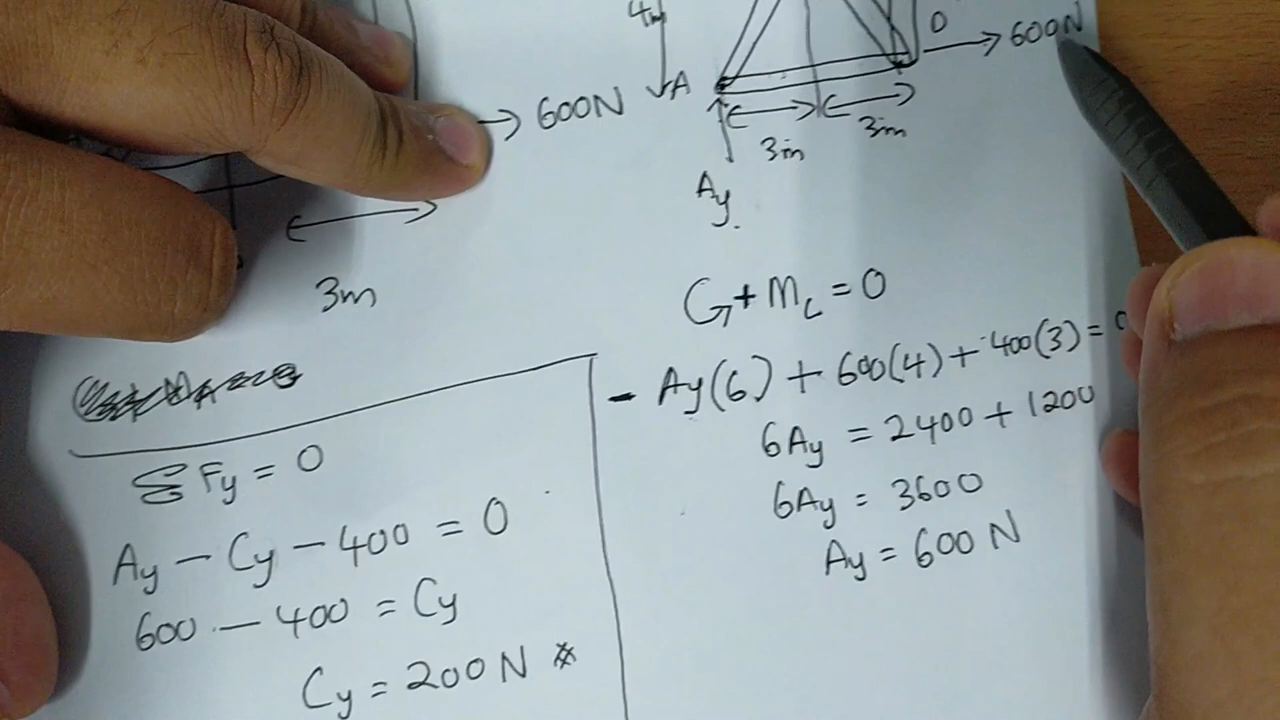 4m
D → 600N
→ 600N
A
3m
3m
Ay.
3m
↺+ Mc = 0
- Ay(6) + 600(4) + 400(3) = 0
6Ay = 2400 + 1200
6Ay = 3600
Ay = 600 N
ΣFy = 0
Ay - Cy - 400 = 0
600 - 400 = Cy
Cy = 200 N *